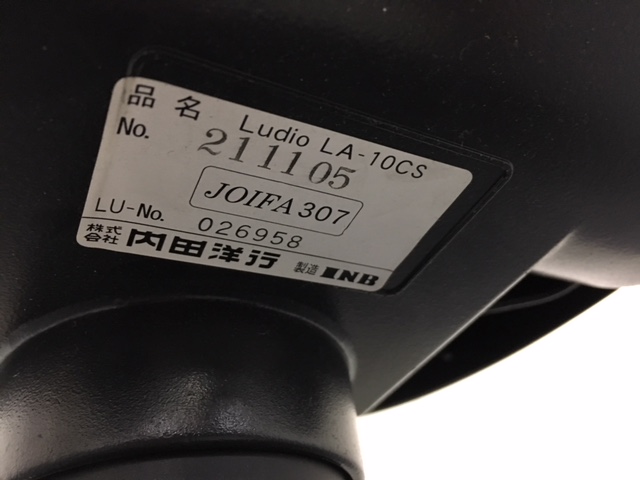 品名 Ludio LA-10CS
No. 211105
JOIFA 307
LU-No. 026958
株式会社 内田洋行 製造 INB